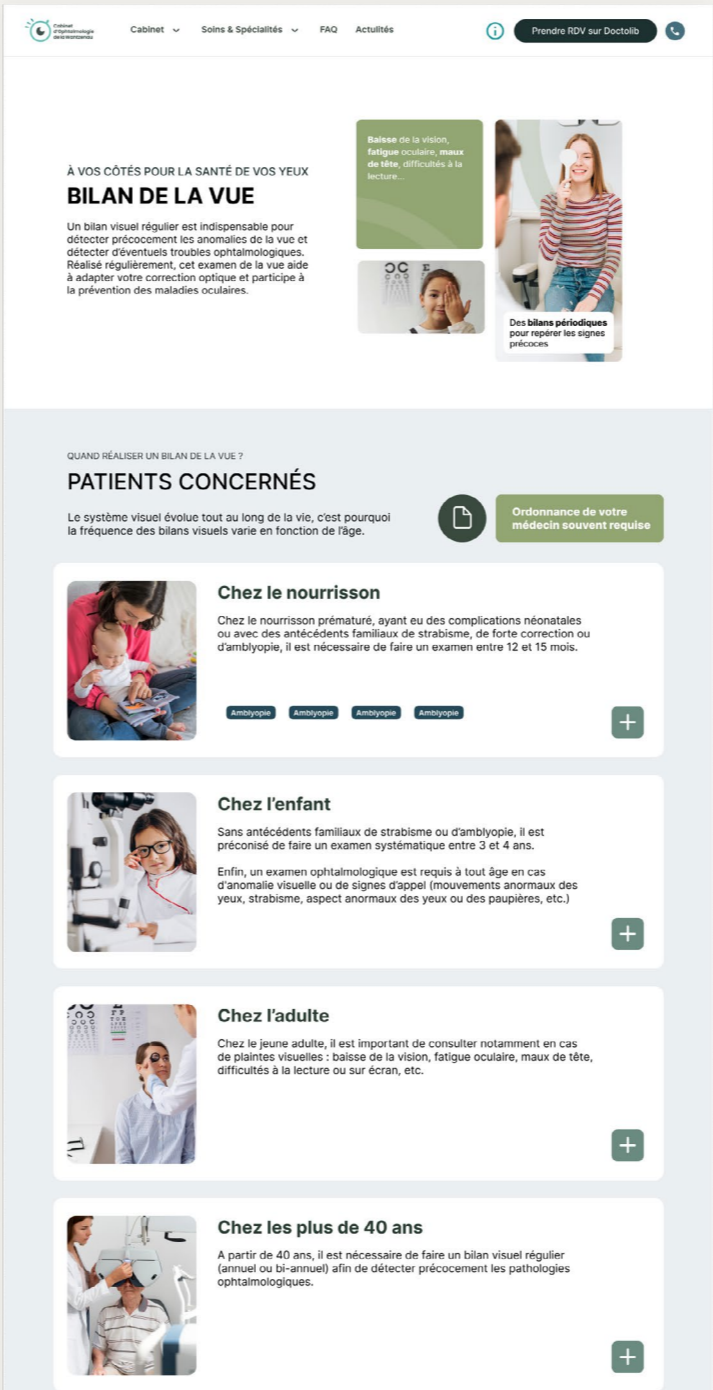 Cabinet
d'Ophtalmologie
de la Wantzenau
Cabinet
Soins & Spécialités
FAQ
Actulités
Prendre RDV sur Doctolib
À VOS CÔTÉS POUR LA SANTÉ DE VOS YEUX
BILAN DE LA VUE
Un bilan visuel régulier est indispensable pour
détecter précocement les anomalies de la vue et
détecter d'éventuels troubles ophtalmologiques.
Réalisé régulièrement, cet examen de la vue aide
à adapter votre correction optique et participe à
la prévention des maladies oculaires.
Baisse de la vision,
fatigue oculaire, maux
de tête, difficultés à la
lecture...
Des bilans périodiques
pour repérer les signes
précoces
QUAND RÉALISER UN BILAN DE LA VUE ?
PATIENTS CONCERNÉS
Le système visuel évolue tout au long de la vie, c'est pourquoi
la fréquence des bilans visuels varie en fonction de l'âge.
Ordonnance de votre
médecin souvent requise
Chez le nourrisson
Chez le nourrisson prématuré, ayant eu des complications néonatales
ou avec des antécédents familiaux de strabisme, de forte correction ou
d'amblyopie, il est nécessaire de faire un examen entre 12 et 15 mois.
Amblyopie Amblyopie Amblyopie Amblyopie
Chez l'enfant
Sans antécédents familiaux de strabisme ou d'amblyopie, il est
préconisé de faire un examen systématique entre 3 et 4 ans.
Enfin, un examen ophtalmologique est requis à tout âge en cas
d'anomalie visuelle ou de signes d'appel (mouvements anormaux des
yeux, strabisme, aspect anormaux des yeux ou des paupières, etc.)
Chez l'adulte
Chez le jeune adulte, il est important de consulter notamment en cas
de plaintes visuelles : baisse de la vision, fatigue oculaire, maux de tête,
difficultés à la lecture ou sur écran, etc.
Chez les plus de 40 ans
A partir de 40 ans, il est nécessaire de faire un bilan visuel régulier
(annuel ou bi-annuel) afin de détecter précocement les pathologies
ophtalmologiques.